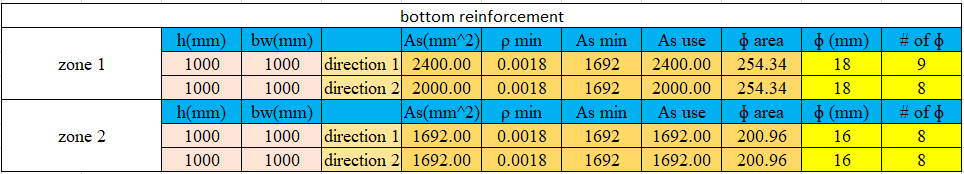 bottom reinforcement
h(mm) bw(mm) As(mm^2) ρ min As min As use ϕ area ϕ (mm) # of ϕ
zone 1 1000 1000 direction 1 2400.00 0.0018 1692 2400.00 254.34 18 9
1000 1000 direction 2 2000.00 0.0018 1692 2000.00 254.34 18 8
h(mm) bw(mm) As(mm^2) ρ min As min As use ϕ area ϕ (mm) # of ϕ
zone 2 1000 1000 direction 1 1692.00 0.0018 1692 1692.00 200.96 16 8
1000 1000 direction 2 1692.00 0.0018 1692 1692.00 200.96 16 8